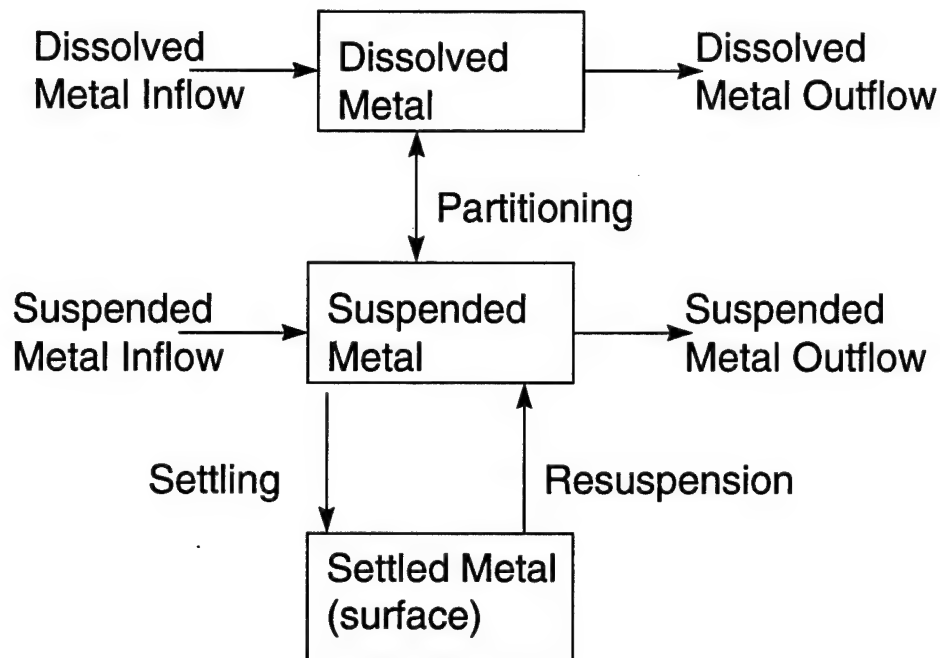 Dissolved
Metal Inflow
Dissolved
Metal
Dissolved
Metal Outflow
Partitioning
Suspended
Metal Inflow
Suspended
Metal
Suspended
Metal Outflow
Settling
Resuspension
Settled Metal
(surface)